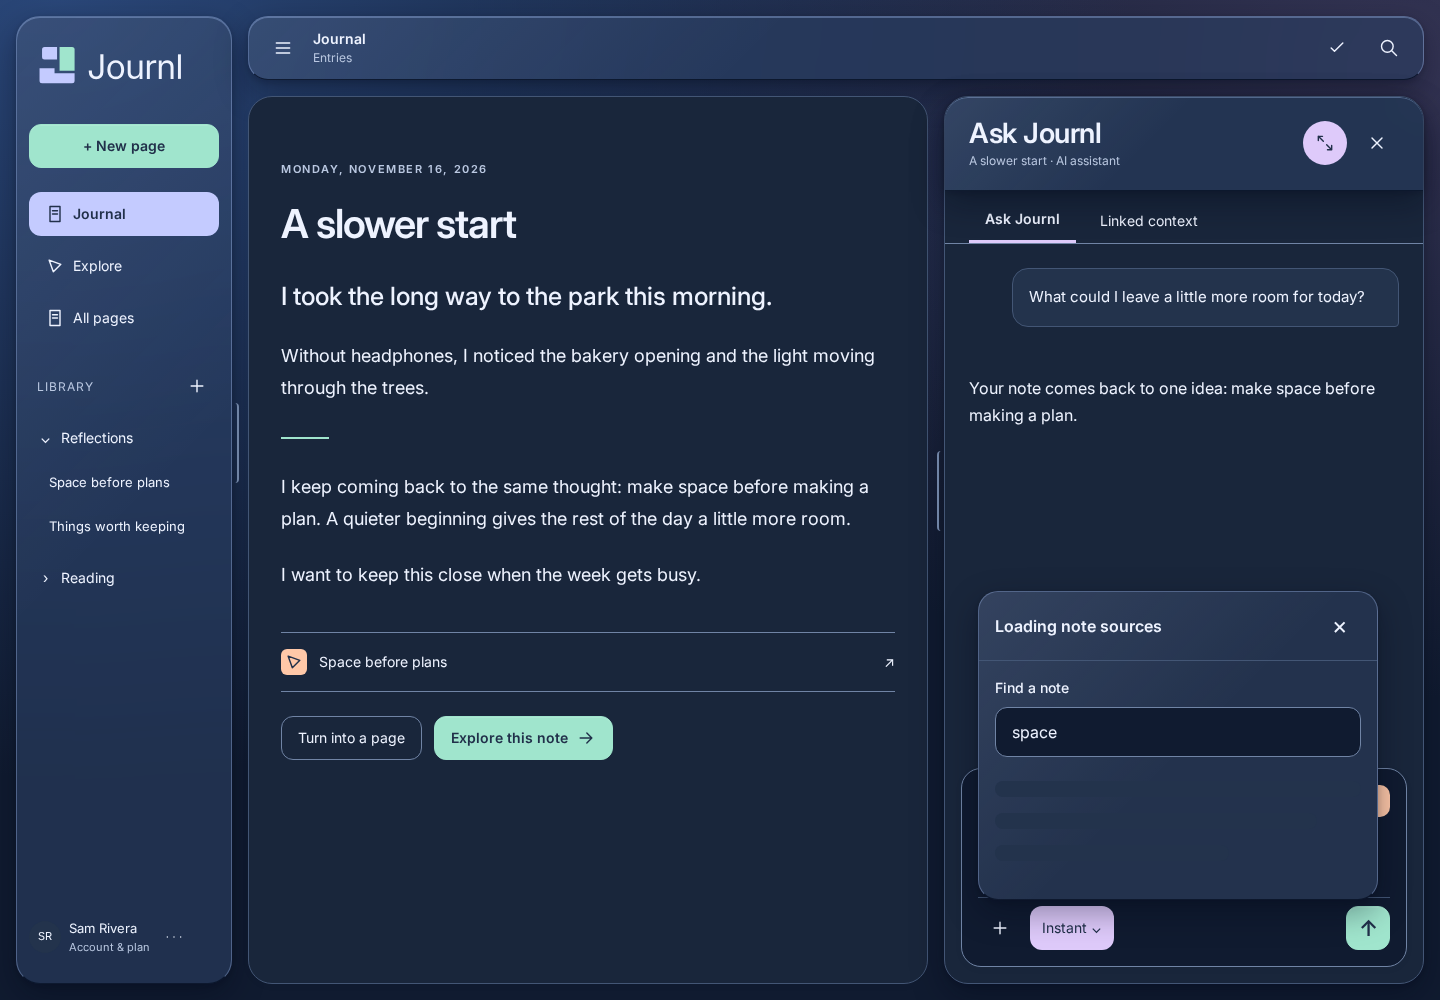 Journl
+ New page
Journal
Explore
All pages
LIBRARY
Reflections
Space before plans
Things worth keeping
Reading
SR
Sam Rivera
Account & plan
Journal
Entries
MONDAY, NOVEMBER 16, 2026
A slower start
I took the long way to the park this morning.
Without headphones, I noticed the bakery opening and the light moving
through the trees.
I keep coming back to the same thought: make space before making a
plan. A quieter beginning gives the rest of the day a little more room.
I want to keep this close when the week gets busy.
Space before plans
Turn into a page
Explore this note
Ask Journl
A slower start · AI assistant
Ask Journl
Linked context
What could I leave a little more room for today?
Your note comes back to one idea: make space before
making a plan.
Loading note sources
Find a note
space
Instant